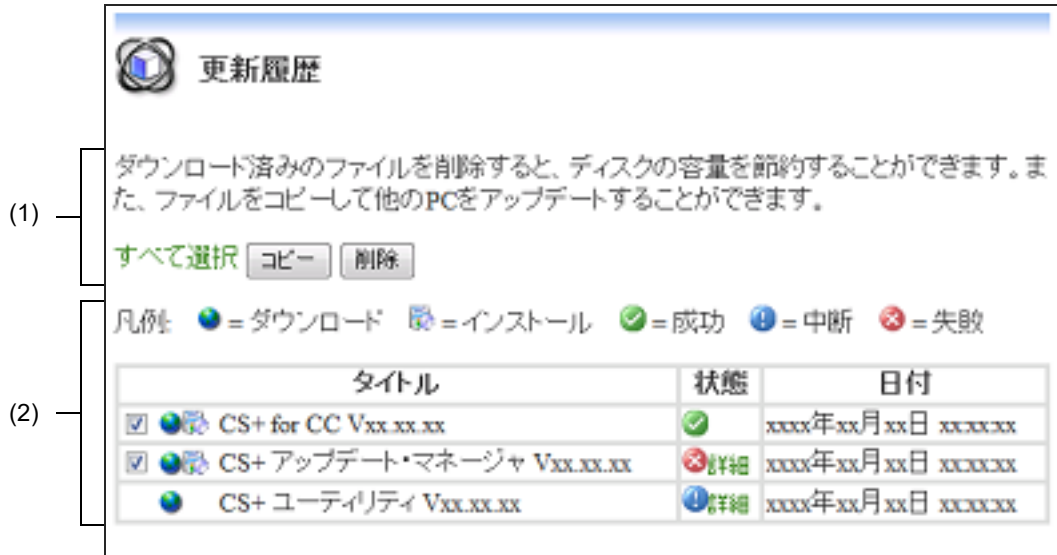 更新履歴
(1)
ダウンロード済みのファイルを削除すると、ディスクの容量を節約することができます。ま
た、ファイルをコピーして他のPCをアップデートすることができます。
すべて選択 コピー 削除
(2)
凡例: = ダウンロード = インストール = 成功 = 中断 = 失敗
タイトル 状態 日付
CS+ for CC Vxx.xx.xx xxxx年xx月xx日 xx:xx:xx
CS+ アップデート・マネージャ Vxx.xx.xx 詳細 xxxx年xx月xx日 xx:xx:xx
CS+ ユーティリティ Vxx.xx.xx 詳細 xxxx年xx月xx日 xx:xx:xx